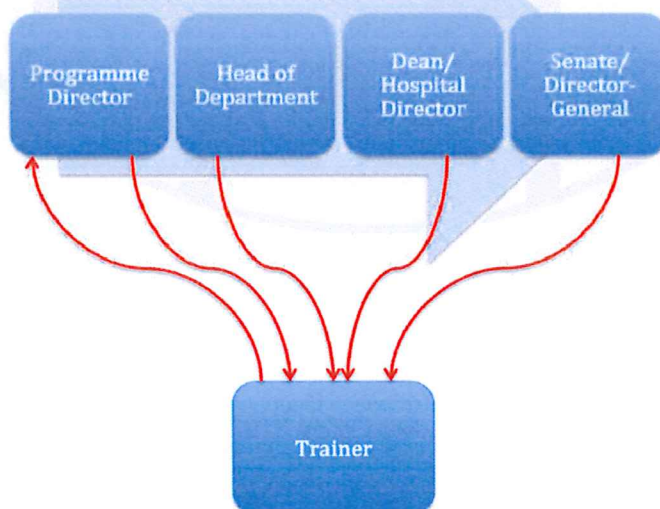 Programme
Director
Head of
Department
Dean/
Hospital
Director
Senate/
Director-
General
Trainer